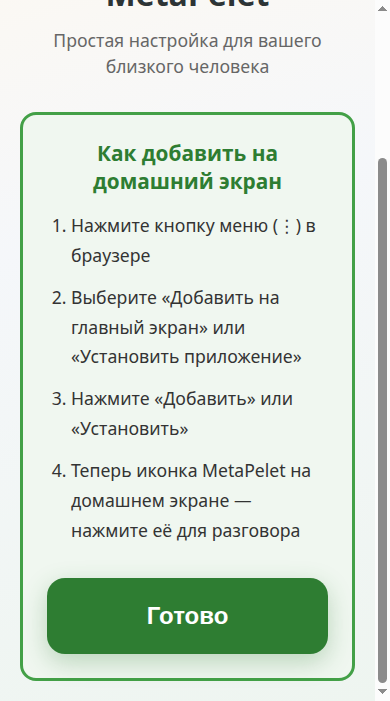 MetaPelet
Простая настройка для вашего
близкого человека
Как добавить на
домашний экран
1. Нажмите кнопку меню (⋮) в
браузере
2. Выберите «Добавить на
главный экран» или
«Установить приложение»
3. Нажмите «Добавить» или
«Установить»
4. Теперь иконка MetaPelet на
домашнем экране —
нажмите её для разговора
Готово